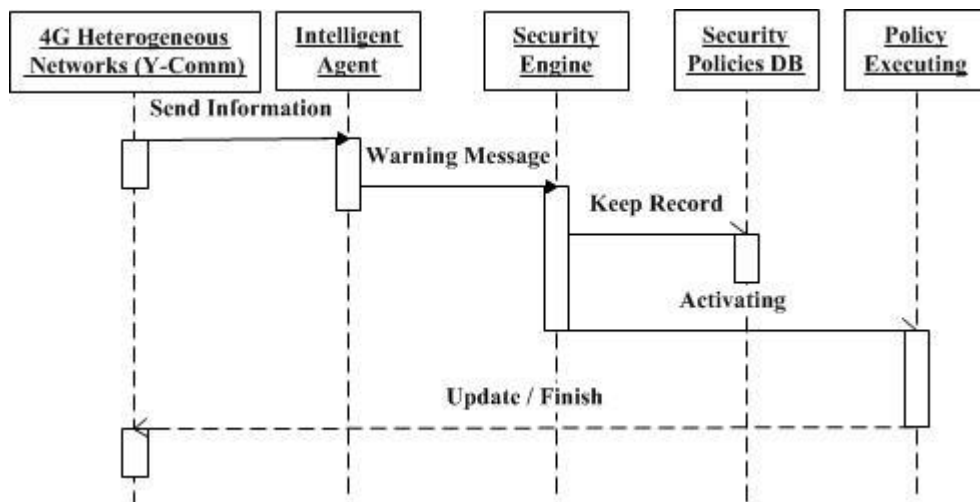 4G Heterogeneous
Networks (Y-Comm)
Intelligent
Agent
Security
Engine
Security
Policies DB
Policy
Executing
Send Information
Warning Message
Keep Record
Activating
Update / Finish